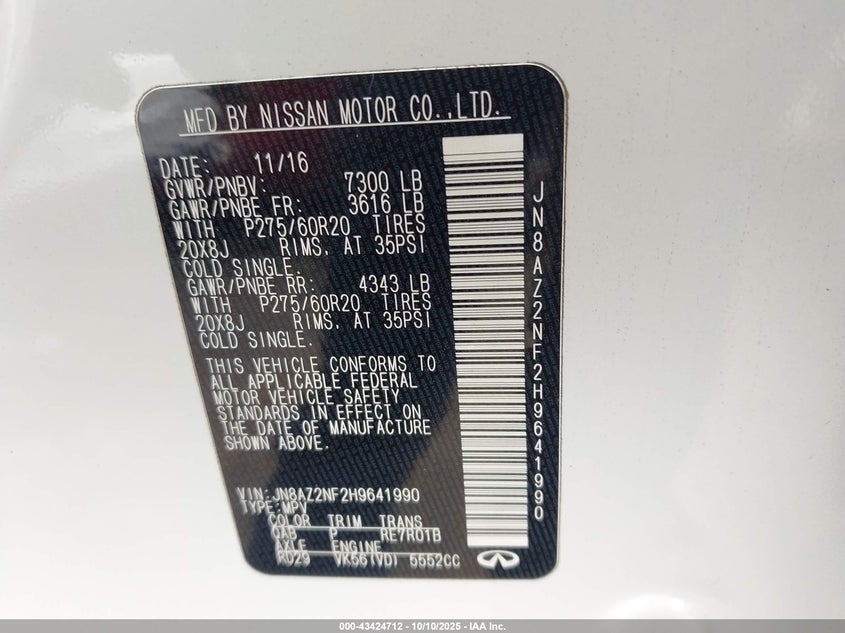 MFD BY NISSAN MOTOR CO.,LTD.
DATE: 11/16
GVWR/PNBV: 7300 LB
GAWR/PNBE FR: 3616 LB
WITH P275/60R20 TIRES
20X8J RIMS, AT 35PSI
COLD SINGLE.
GAWR/PNBE RR: 4343 LB
WITH P275/60R20 TIRES
20X8J RIMS, AT 35PSI
COLD SINGLE.
THIS VEHICLE CONFORMS TO
ALL APPLICABLE FEDERAL
MOTOR VEHICLE SAFETY
STANDARDS IN EFFECT ON
THE DATE OF MANUFACTURE
SHOWN ABOVE.
VIN:JN8AZ2NF2H9641990
TYPE:MPV
COLOR TRIM TRANS
QAB P RE7R01B
AXLE ENGINE
RD29 VK56(VD) 5552CC
JN8AZ2NF2H9641990
000-43424712 - 10/10/2025 - IAA Inc.